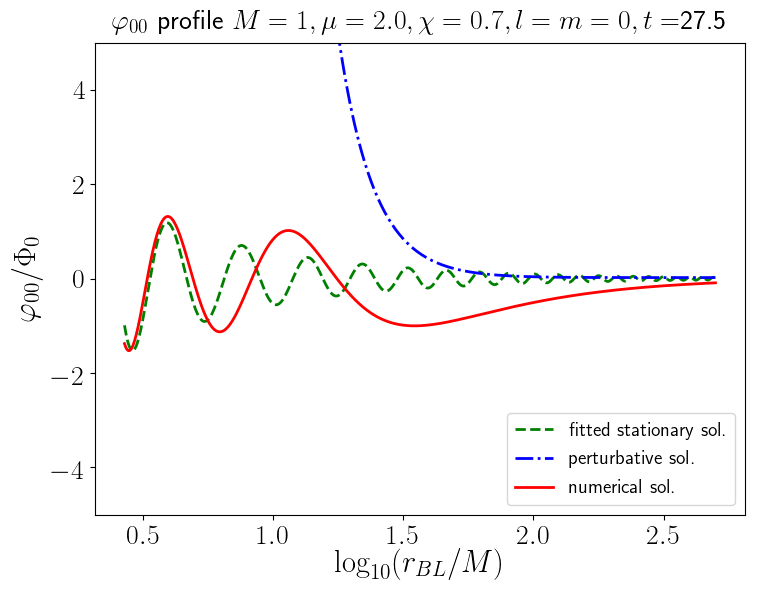 φ₀₀ profile M = 1, μ = 2.0, χ = 0.7, l = m = 0, t = 27.5
4
2
0
−2
−4
φ₀₀/Φ₀
fitted stationary sol.
perturbative sol.
numerical sol.
0.5 1.0 1.5 2.0 2.5
log₁₀(r_BL/M)